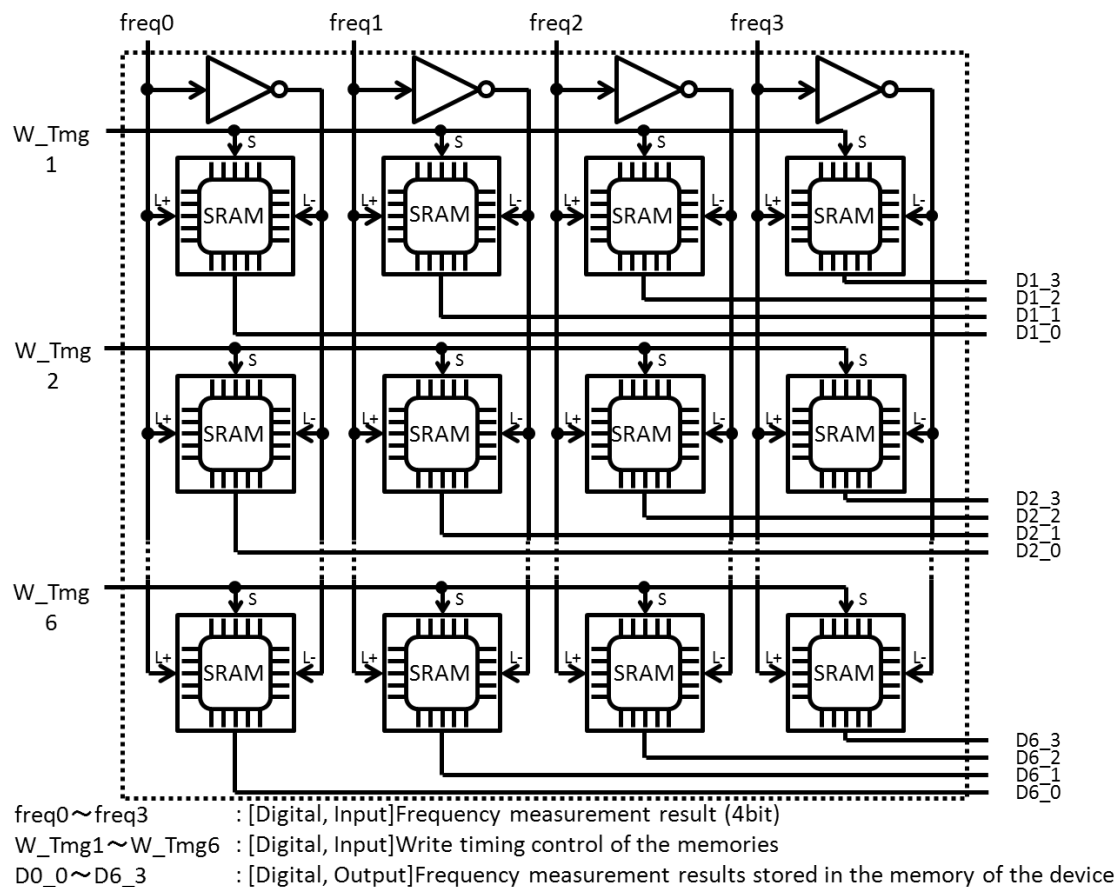 freq0 freq1 freq2 freq3
W_Tmg
1
S S S S
L+ SRAM L- L+ SRAM L- L+ SRAM L- L+ SRAM L-
D1_3
D1_2
D1_1
D1_0
W_Tmg
2
S S S S
L+ SRAM L- L+ SRAM L- L+ SRAM L- L+ SRAM L-
D2_3
D2_2
D2_1
D2_0
W_Tmg
6
S S S S
L+ SRAM L- L+ SRAM L- L+ SRAM L- L+ SRAM L-
D6_3
D6_2
D6_1
D6_0
freq0～freq3 : [Digital, Input]Frequency measurement result (4bit)
W_Tmg1～W_Tmg6 : [Digital, Input]Write timing control of the memories
D0_0～D6_3 : [Digital, Output]Frequency measurement results stored in the memory of the device